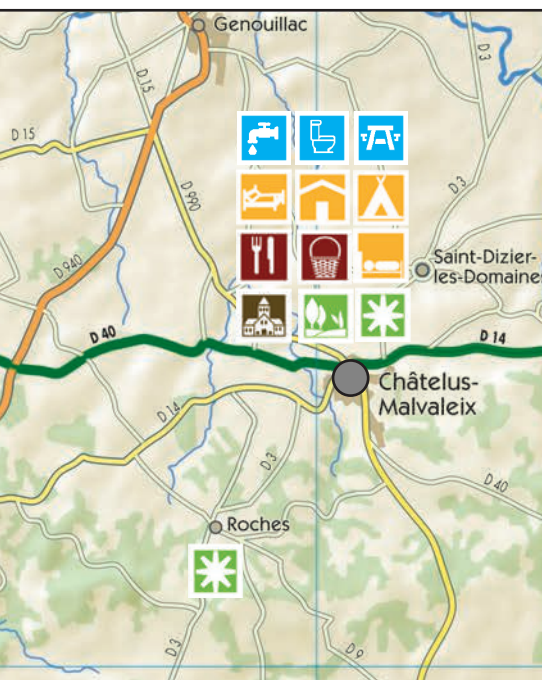 Genouillac
D 15
D 3
D 15
D 990
D 3
D 940
Saint-Dizier-
les-Domaine
D 40
D 14
Châtelus-
Malvaleix
D 14
D 3
D 40
Roches
D 3
D 9